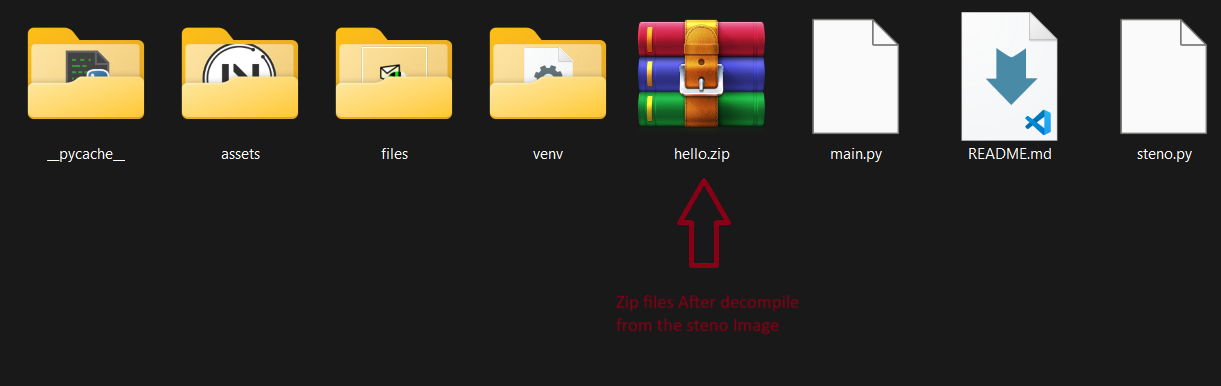 __pycache__
assets
files
venv
hello.zip
main.py
README.md
steno.py
Zip files After decompile
from the steno Image